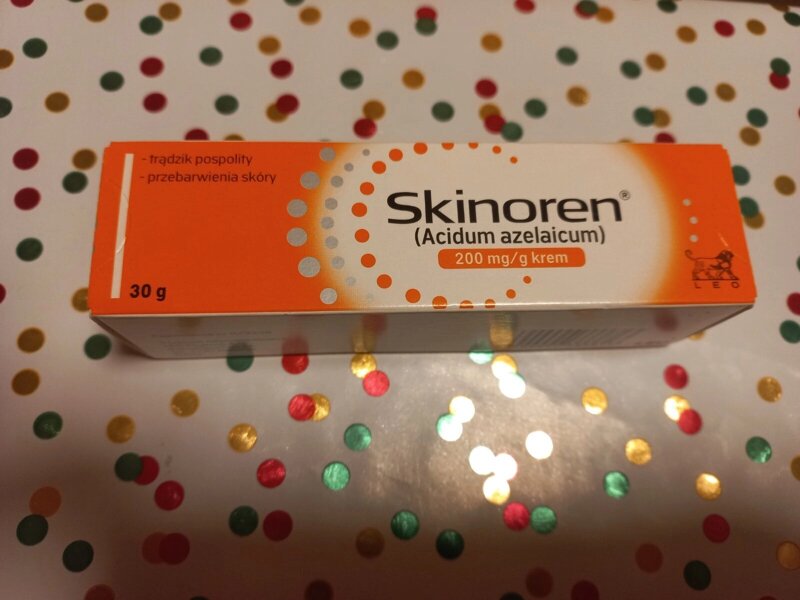 - trądzik pospolity
- przebarwienia skóry
30 g
Skinoren®
(Acidum azelaicum)
200 mg/g krem
LEO